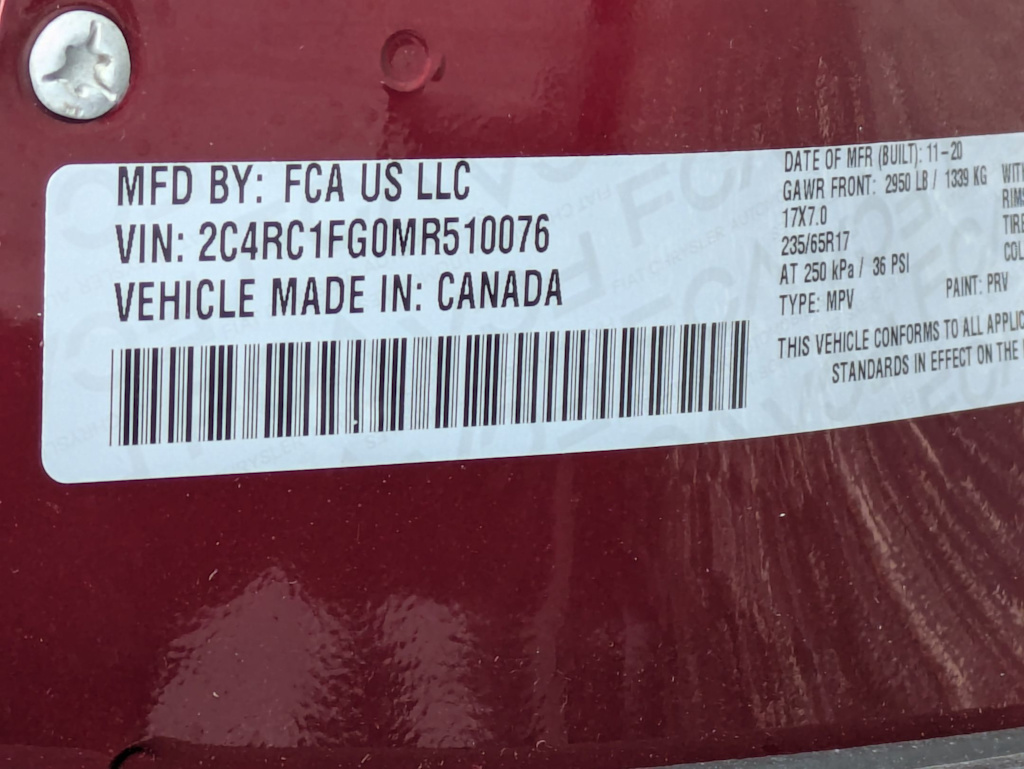 MFD BY: FCA US LLC
VIN: 2C4RC1FG0MR510076
VEHICLE MADE IN: CANADA
DATE OF MFR (BUILT): 11-20
GAWR FRONT: 2950 LB / 1339 KG WITH
17X7.0
235/65R17
AT 250 kPa / 36 PSI
TYPE: MPV PAINT: PRV
THIS VEHICLE CONFORMS TO ALL
STANDARDS IN EFFECT ON THE